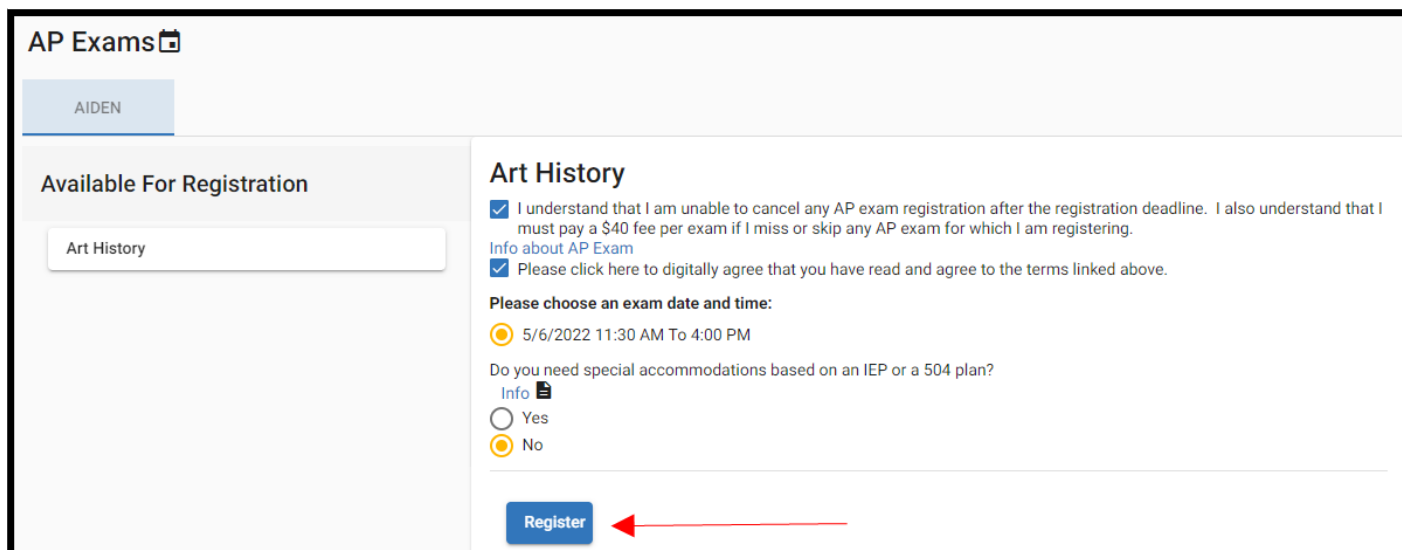 AP Exams
AIDEN
Available For Registration
Art History
Art History
I understand that I am unable to cancel any AP exam registration after the registration deadline.  I also understand that I
must pay a $40 fee per exam if I miss or skip any AP exam for which I am registering.
Info about AP Exam
Please click here to digitally agree that you have read and agree to the terms linked above.
Please choose an exam date and time:
5/6/2022 11:30 AM To 4:00 PM
Do you need special accommodations based on an IEP or a 504 plan?
Info
Yes
No
Register